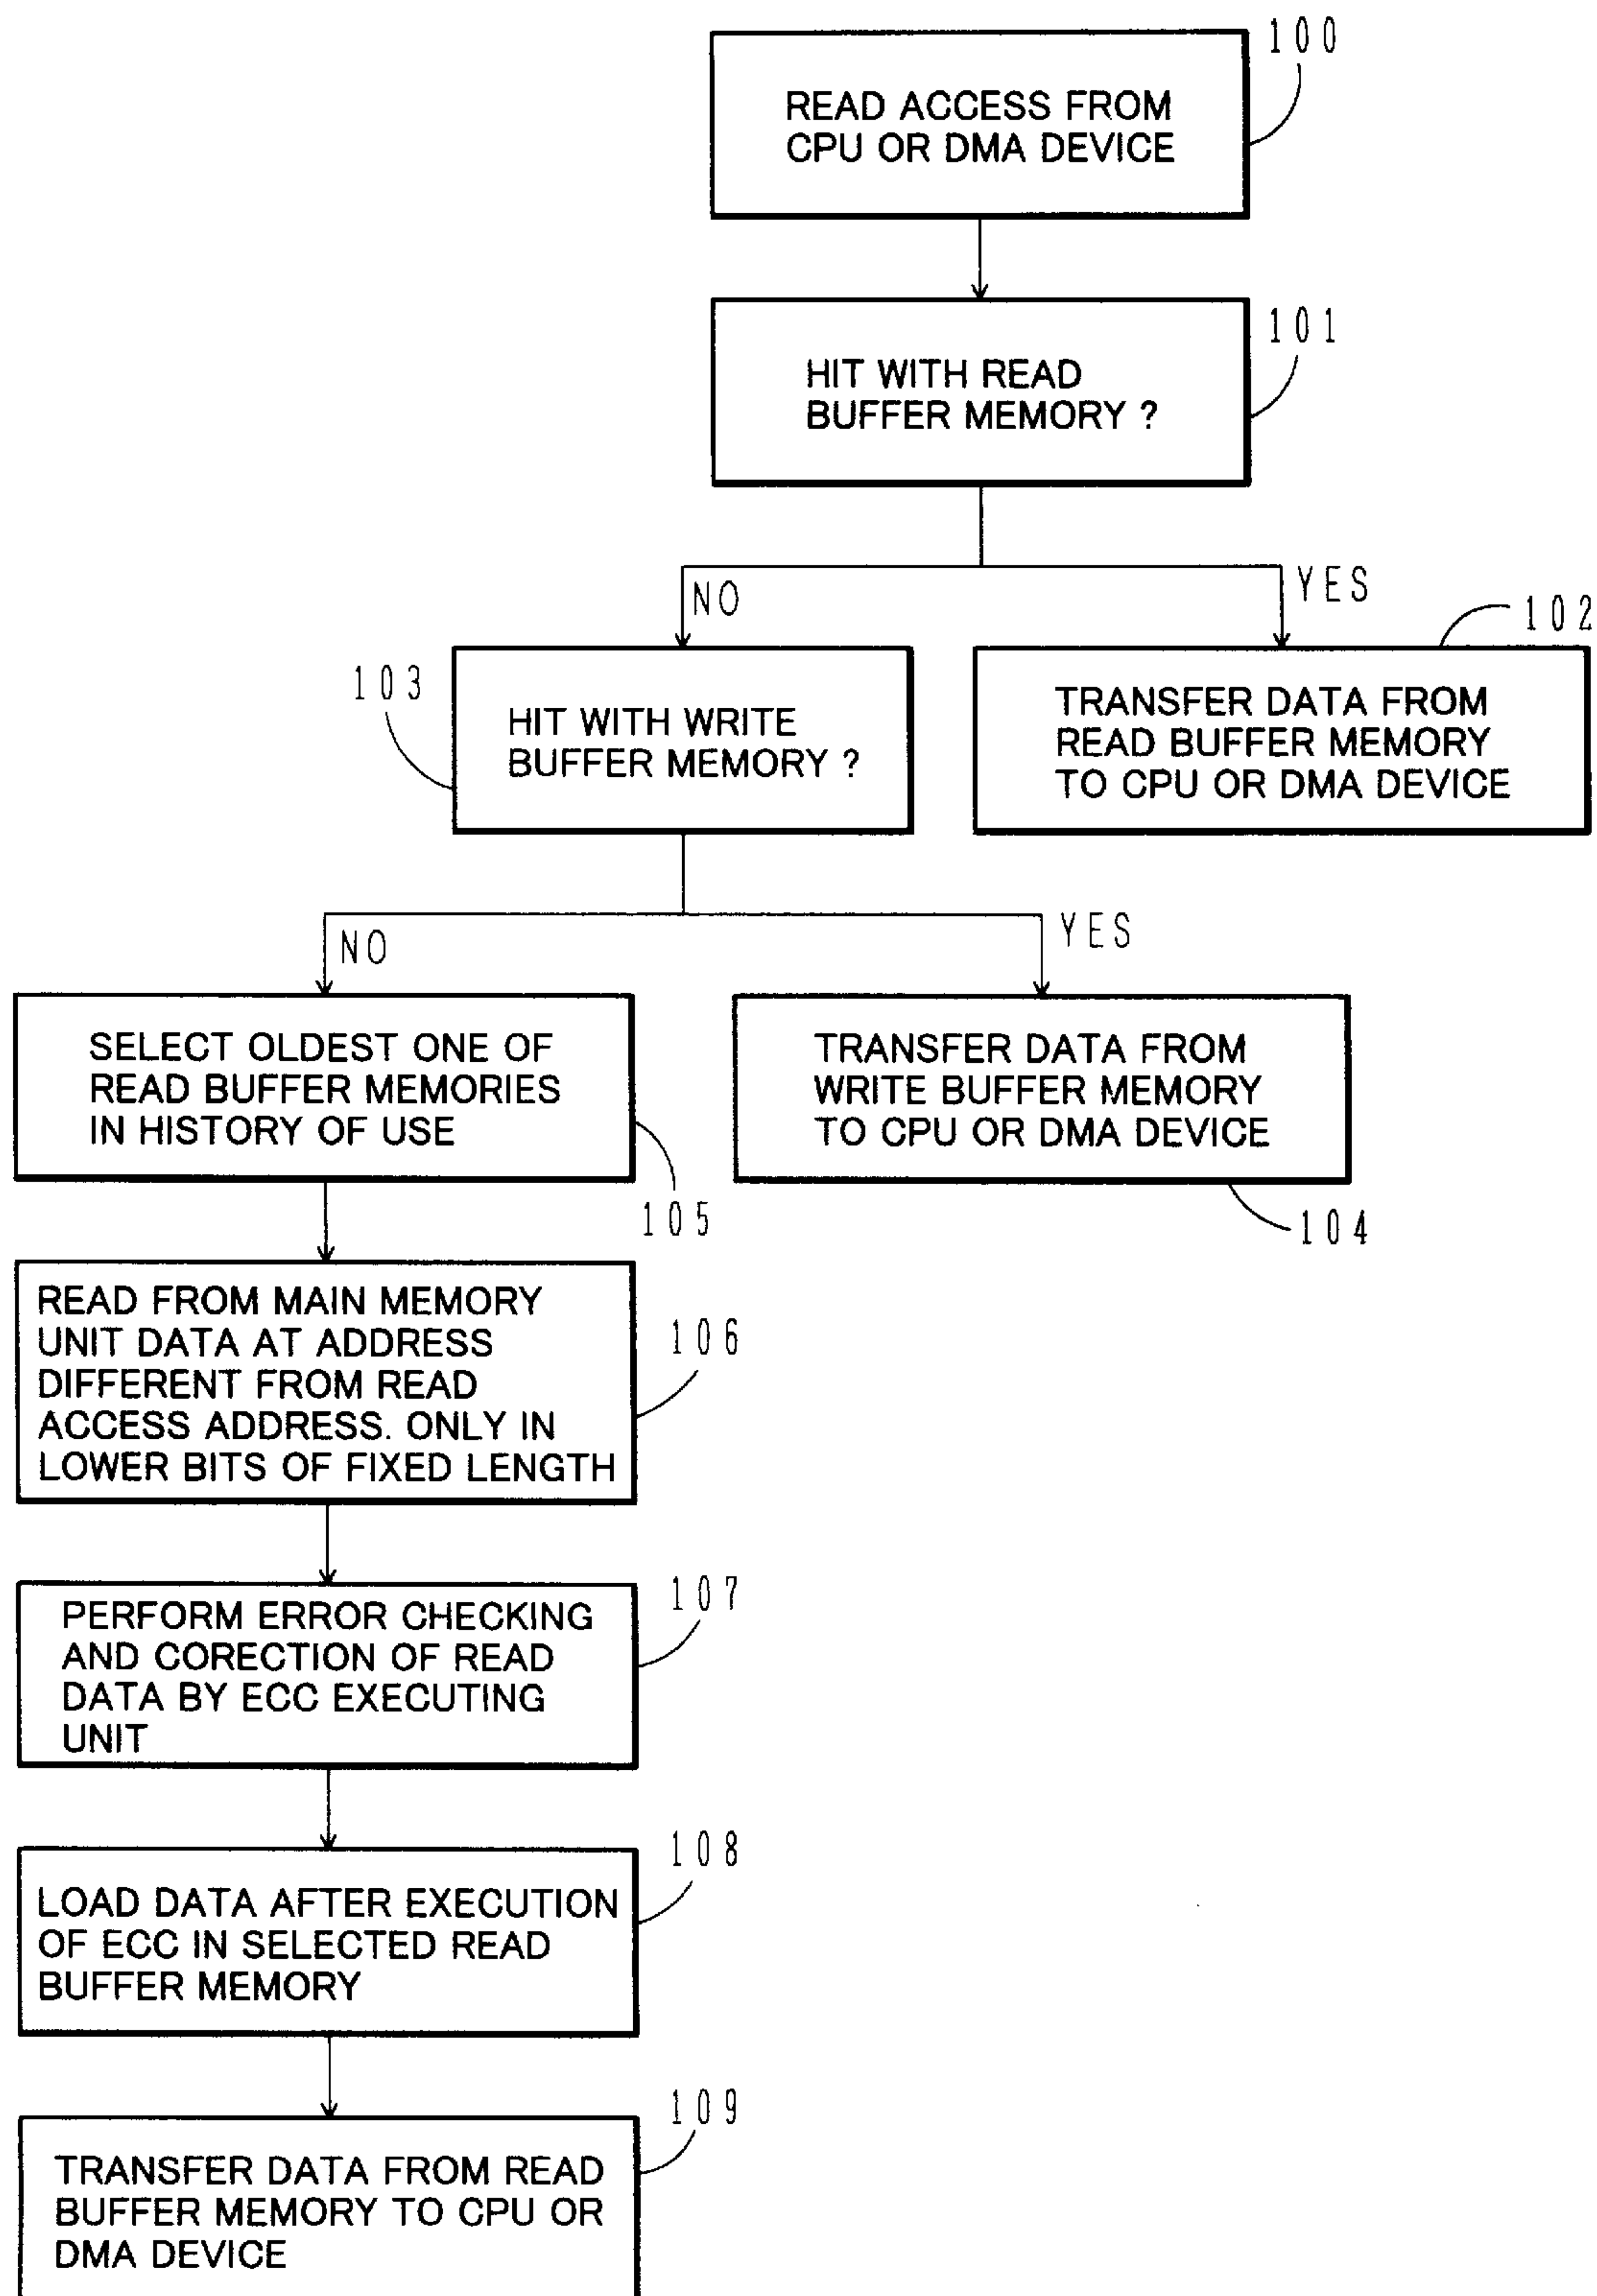 100
READ ACCESS FROM
CPU OR DMA DEVICE
101
HIT WITH READ
BUFFER MEMORY ?
NO
YES
102
103
HIT WITH WRITE
BUFFER MEMORY ?
TRANSFER DATA FROM
READ BUFFER MEMORY
TO CPU OR DMA DEVICE
NO
YES
SELECT OLDEST ONE OF
READ BUFFER MEMORIES
IN HISTORY OF USE
105
TRANSFER DATA FROM
WRITE BUFFER MEMORY
TO CPU OR DMA DEVICE
104
READ FROM MAIN MEMORY
UNIT DATA AT ADDRESS
DIFFERENT FROM READ
ACCESS ADDRESS. ONLY IN
LOWER BITS OF FIXED LENGTH
106
PERFORM ERROR CHECKING
AND CORECTION OF READ
DATA BY ECC EXECUTING
UNIT
107
LOAD DATA AFTER EXECUTION
OF ECC IN SELECTED READ
BUFFER MEMORY
108
TRANSFER DATA FROM READ
BUFFER MEMORY TO CPU OR
DMA DEVICE
109